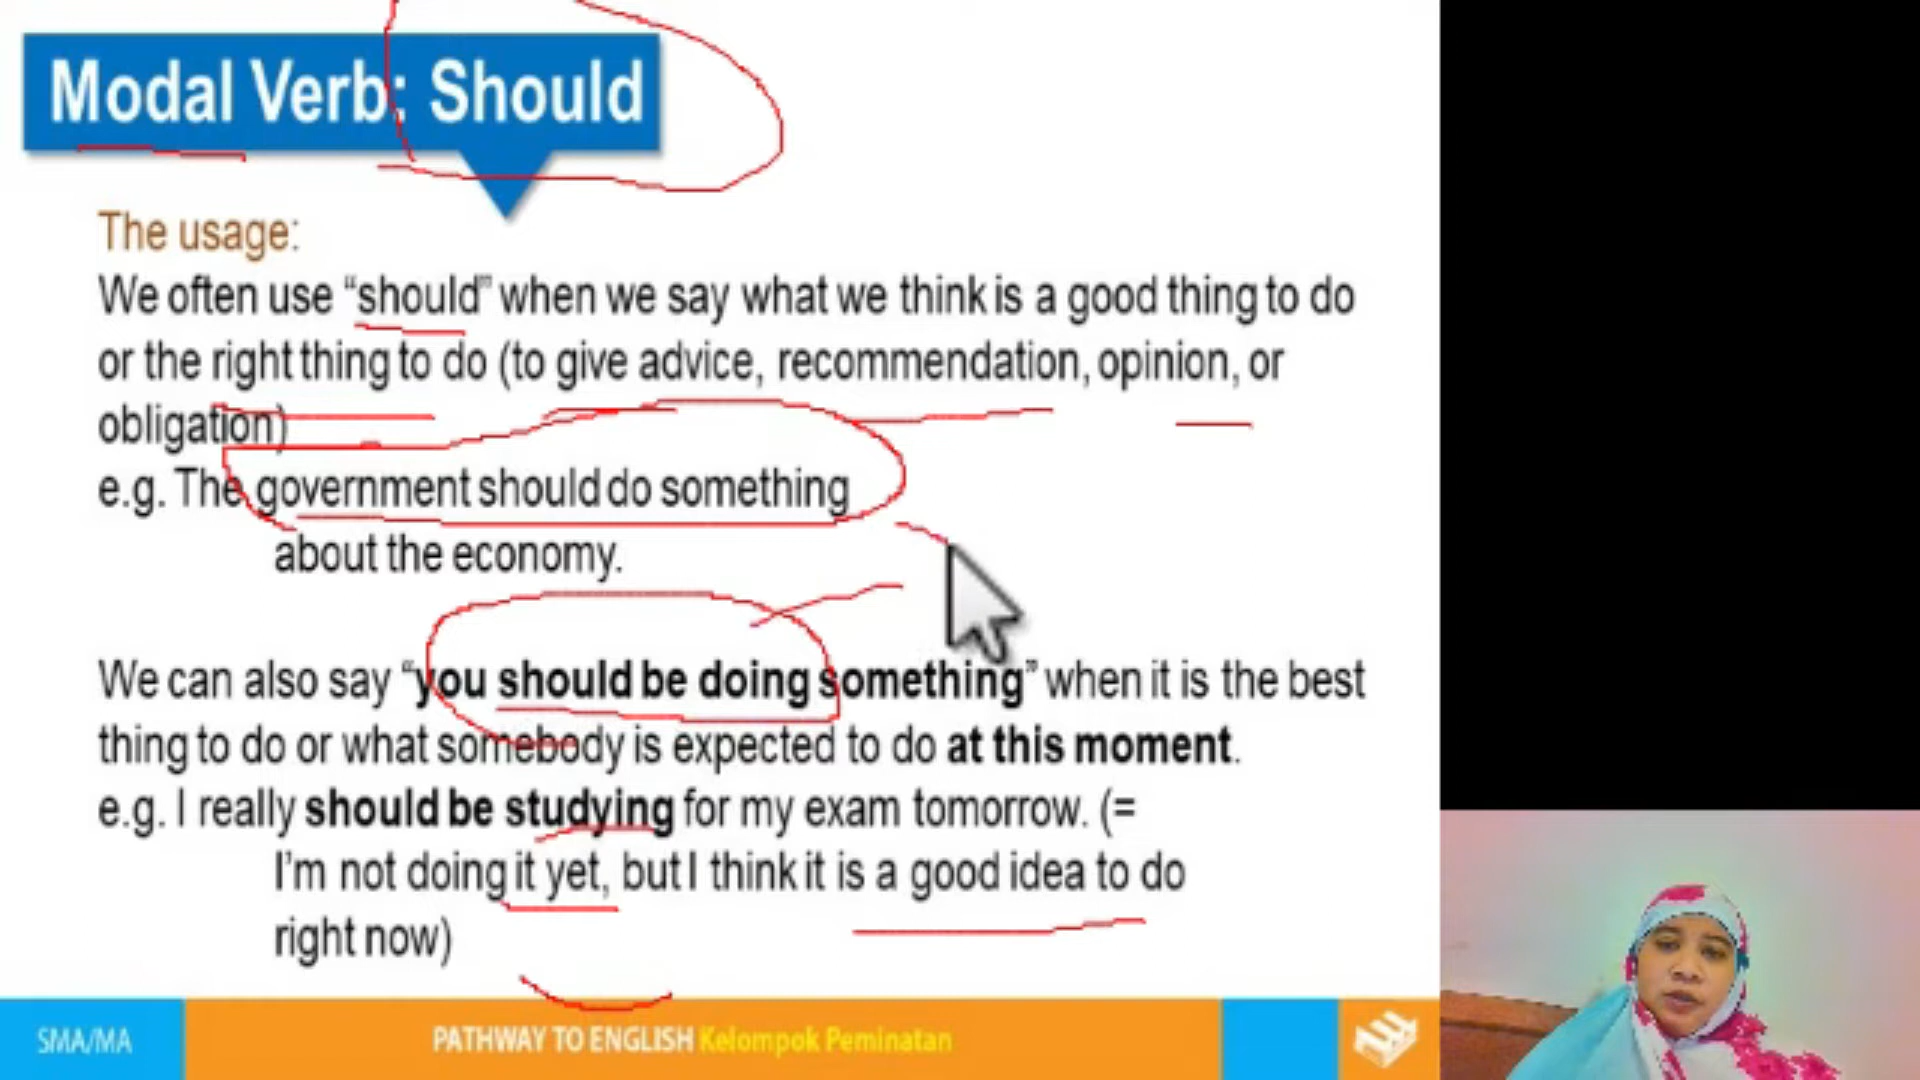 Modal Verb: Should
The usage:
We often use “should” when we say what we think is a good thing to do
or the right thing to do (to give advice, recommendation, opinion, or
obligation)
e.g. The government should do something
about the economy.
We can also say “you should be doing something” when it is the best
thing to do or what somebody is expected to do at this moment.
e.g. I really should be studying for my exam tomorrow. (=
I'm not doing it yet, but I think it is a good idea to do
right now)
SMA/MA
PATHWAY TO ENGLISH Kelompok Peminatan